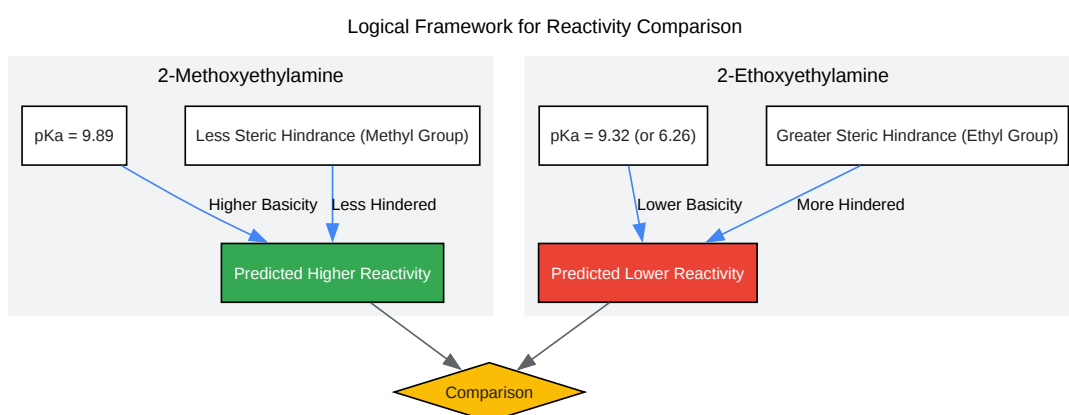 Logical Framework for Reactivity Comparison
2-Methoxyethylamine
2-Ethoxyethylamine
pKa = 9.89
Less Steric Hindrance (Methyl Group)
pKa = 9.32 (or 6.26)
Greater Steric Hindrance (Ethyl Group)
Higher Basicity
Less Hindered
Lower Basicity
More Hindered
Predicted Higher Reactivity
Predicted Lower Reactivity
Comparison